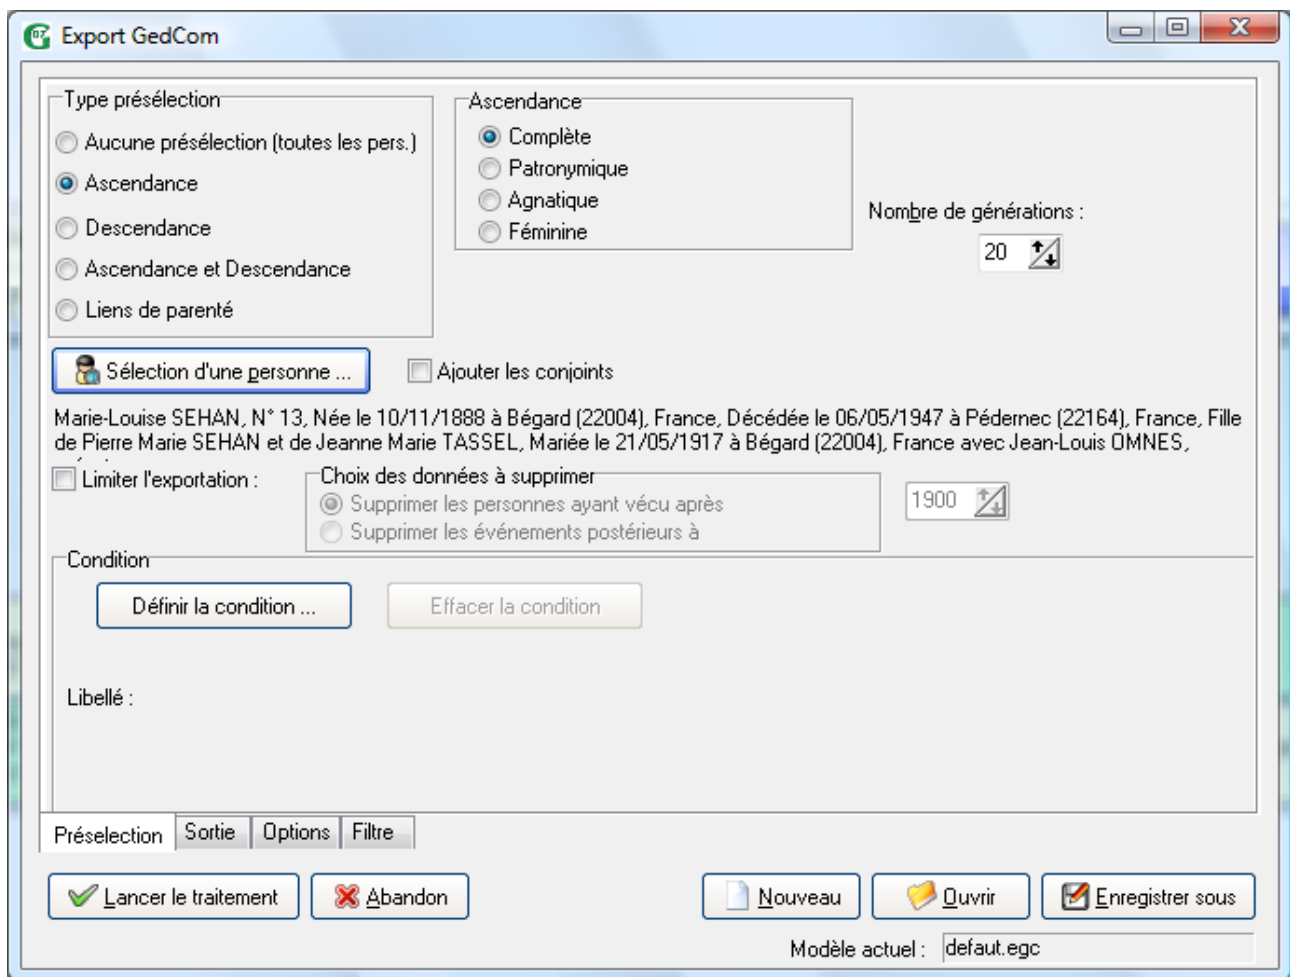 Export GedCom
Type présélection
Aucune présélection (toutes les pers.)
Ascendance
Descendance
Ascendance et Descendance
Liens de parenté
Ascendance
Complète
Patronymique
Agnatique
Féminine
Nombre de générations :
20
Sélection d'une personne ...
Ajouter les conjoints
Marie-Louise SEHAN, N° 13, Née le 10/11/1888 à Bégard (22004), France, Décédée le 06/05/1947 à Pédernec (22164), France, Fille
de Pierre Marie SEHAN et de Jeanne Marie TASSEL, Mariée le 21/05/1917 à Bégard (22004), France avec Jean-Louis OMNES,
Limiter l'exportation :
Choix des données à supprimer
Supprimer les personnes ayant vécu après
Supprimer les événements postérieurs à
1900
Condition
Définir la condition ...
Effacer la condition
Libellé :
Préselection
Sortie
Options
Filtre
Lancer le traitement
Abandon
Nouveau
Ouvrir
Enregistrer sous
Modèle actuel :
defaut.egc